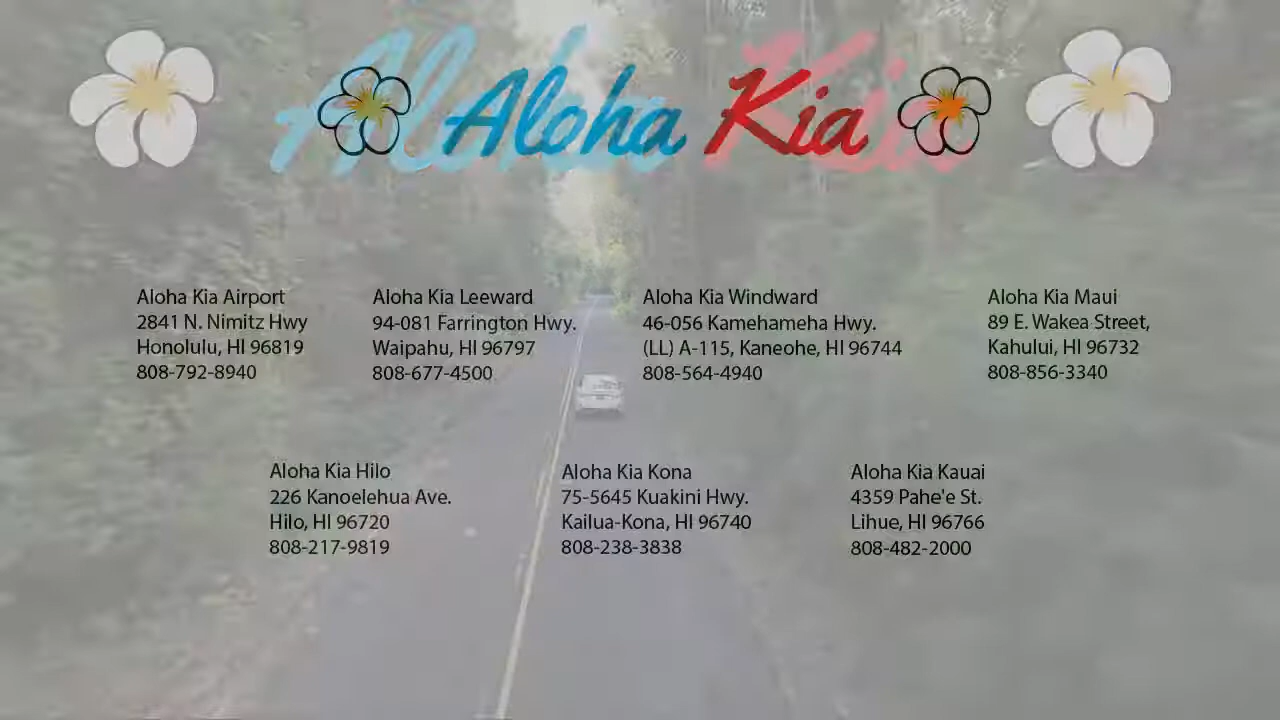 Aloha Kia
Aloha Kia Airport
2841 N. Nimitz Hwy
Honolulu, HI 96819
808-792-8940
Aloha Kia Leeward
94-081 Farrington Hwy.
Waipahu, HI 96797
808-677-4500
Aloha Kia Windward
46-056 Kamehameha Hwy.
(LL) A-115, Kaneohe, HI 96744
808-564-4940
Aloha Kia Maui
89 E. Wakea Street,
Kahului, HI 96732
808-856-3340
Aloha Kia Hilo
226 Kanoelehua Ave.
Hilo, HI 96720
808-217-9819
Aloha Kia Kona
75-5645 Kuakini Hwy.
Kailua-Kona, HI 96740
808-238-3838
Aloha Kia Kauai
4359 Pahe'e St.
Lihue, HI 96766
808-482-2000